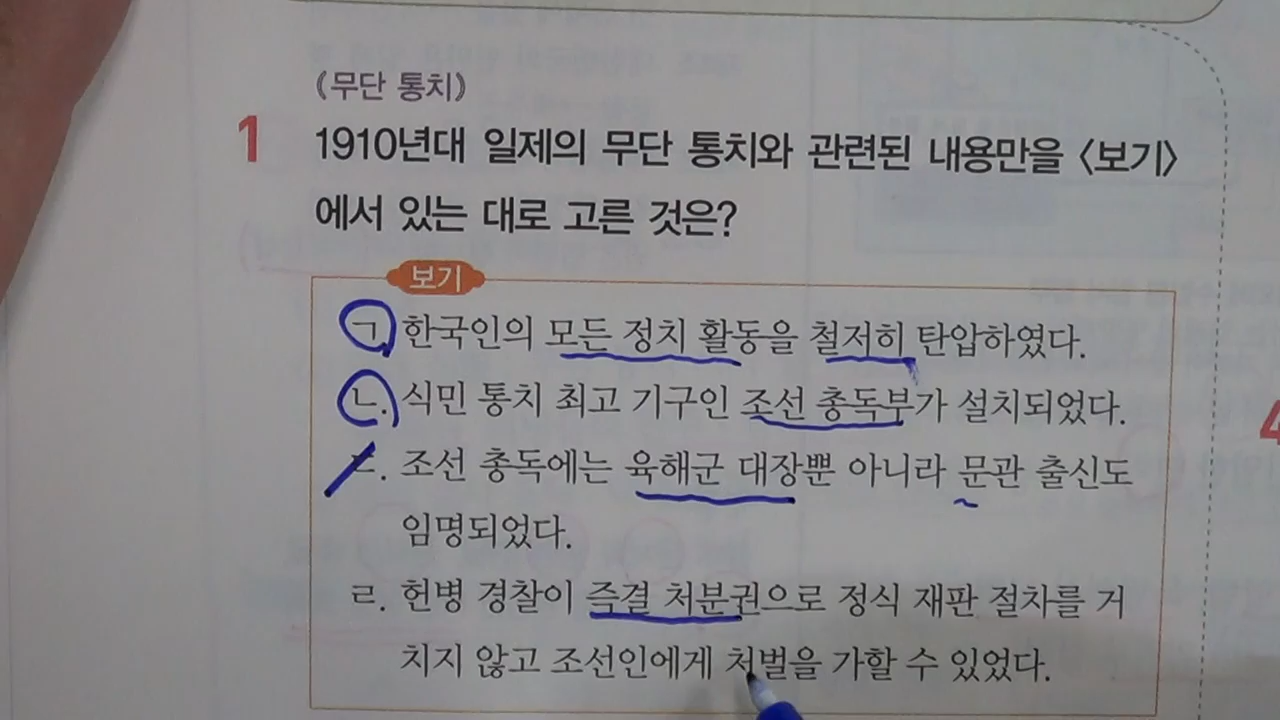 (무단 통치)
1 1910년대 일제의 무단 통치와 관련된 내용만을 〈보기〉
에서 있는 대로 고른 것은?
보기
ㄱ. 한국인의 모든 정치 활동을 철저히 탄압하였다.
ㄴ. 식민 통치 최고 기구인 조선 총독부가 설치되었다.
ㄷ. 조선 총독에는 육해군 대장뿐 아니라 문관 출신도
임명되었다.
ㄹ. 헌병 경찰이 즉결 처분권으로 정식 재판 절차를 거
치지 않고 조선인에게 처벌을 가할 수 있었다.
4